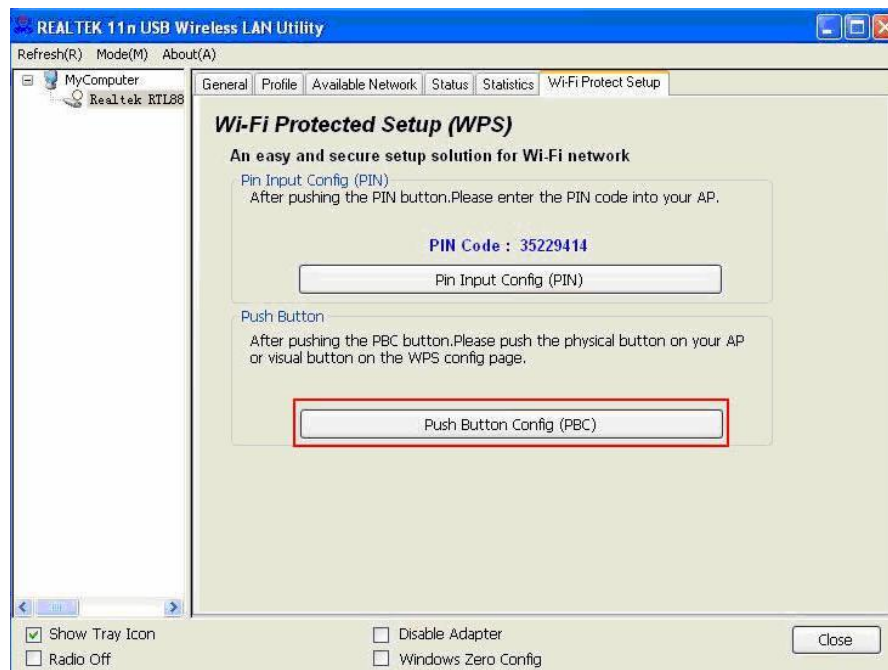 REALTEK 11n USB Wireless LAN Utility
Refresh(R) Mode(M) About(A)
MyComputer
Realtek RTL88
General Profile Available Network Status Statistics Wi-Fi Protect Setup
Wi-Fi Protected Setup (WPS)
An easy and secure setup solution for Wi-Fi network
Pin Input Config (PIN)
After pushing the PIN button.Please enter the PIN code into your AP.
PIN Code : 35229414
Pin Input Config (PIN)
Push Button
After pushing the PBC button.Please push the physical button on your AP
or visual button on the WPS config page.
Push Button Config (PBC)
Show Tray Icon
Radio Off
Disable Adapter
Windows Zero Config
Close